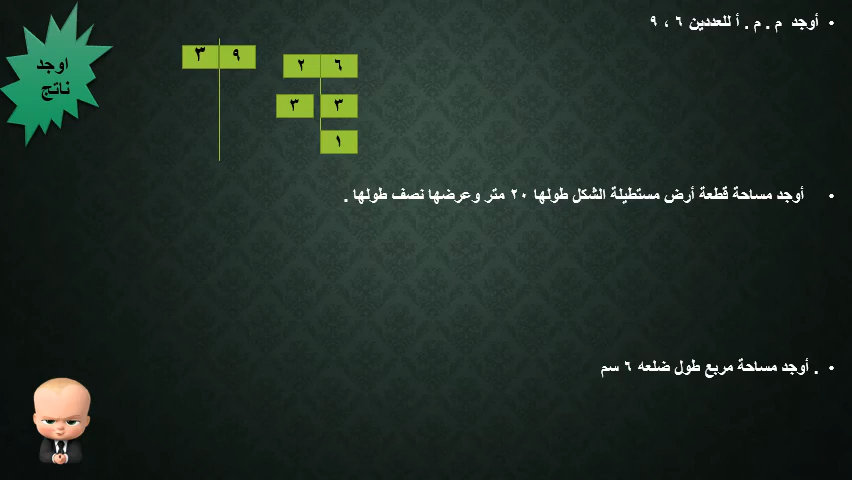 • أوجد م . م . أ للعددين ٦ ، ٩
اوجد
ناتج
٦ ٢
٣ ٣
١
٩ ٣
• أوجد مساحة قطعة أرض مستطيلة الشكل طولها ٢٠ متر وعرضها نصف طولها .
• . أوجد مساحة مربع طول ضلعه ٦ سم